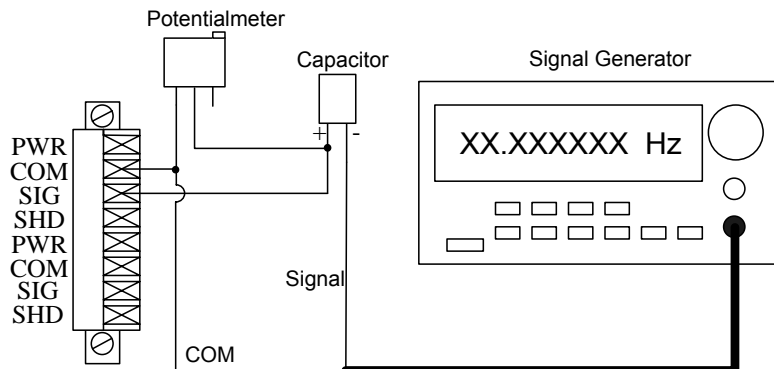 Potentialmeter
Capacitor
Signal Generator
+ -
XX.XXXXXX Hz
PWR
COM
SIG
SHD
PWR
COM
SIG
SHD
Signal
COM